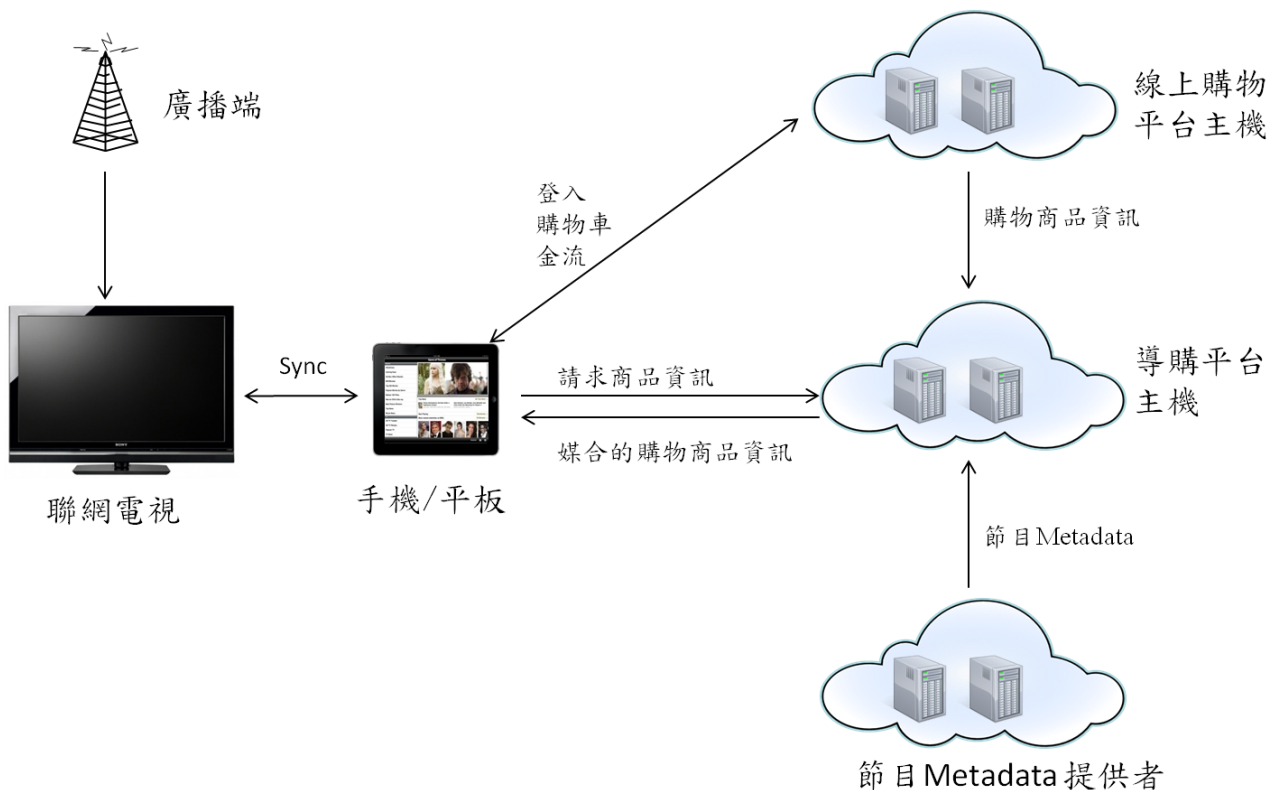 廣播端
線上購物
平台主機
登入
購物車
金流
購物商品資訊
Sync
請求商品資訊
媒合的購物商品資訊
導購平台
主機
SONY
聯網電視
手機/平板
節目Metadata
節目Metadata 提供者